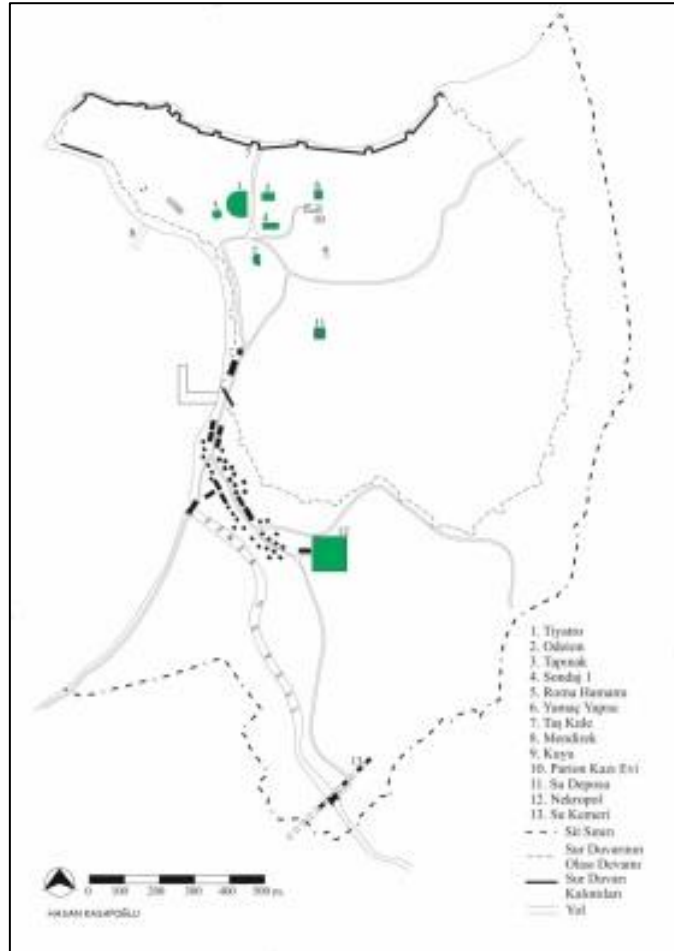 1. Tiyatro
2. Odeion
3. Tapınak
4. Sondaj 1
5. Roma Hamamı
6. Yamaç Yapısı
7. Taş Kule
8. Mendirek
9. Kuyu
10. Parion Kazı Evi
11. Su Deposu
12. Nekropol
13. Su Kemeri
Sit Sınırı
Sur Duvarının
Olası Devamı
Sur Duvarı
Kalıntıları
Yol
0 100 200 300 400 500 m.
HASAN KASAPOĞLU